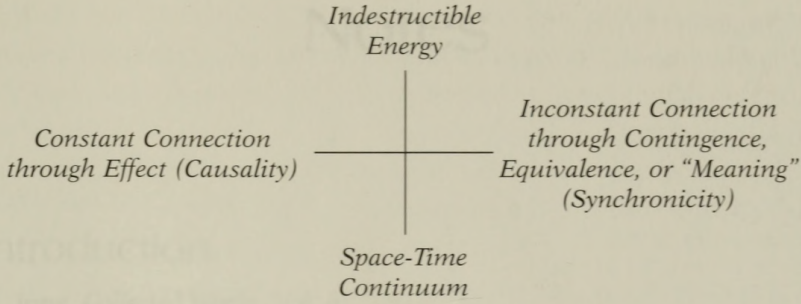 Indestructible
Energy
Constant Connection
through Effect (Causality)
Inconstant Connection
through Contingence,
Equivalence, or “Meaning”
(Synchronicity)
Space-Time
Continuum